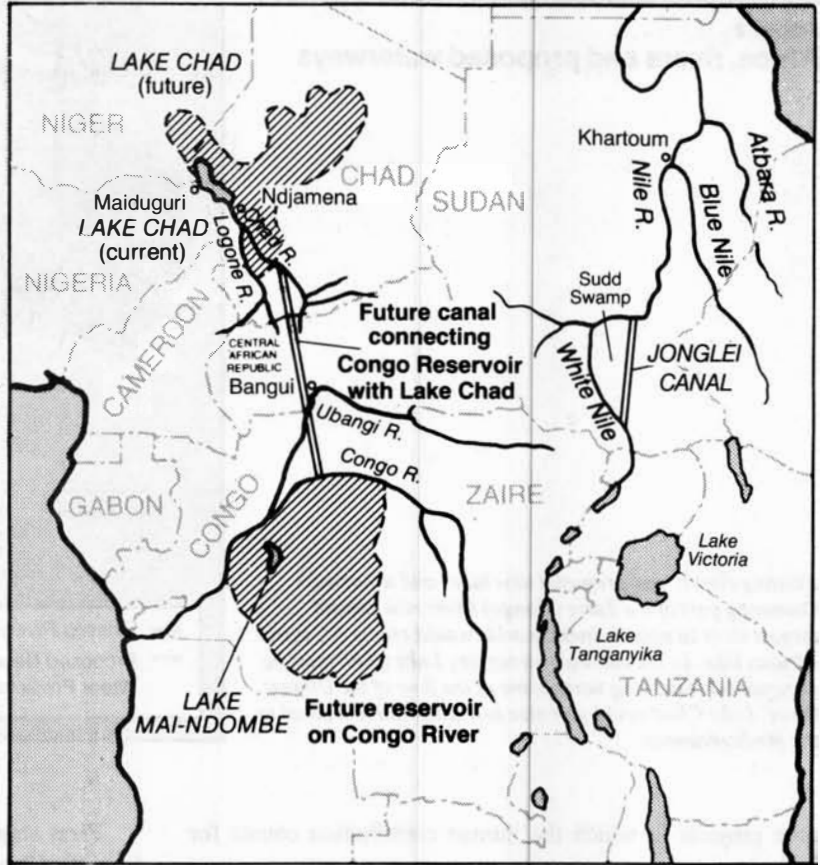 LAKE CHAD
(future)
NIGER
Maiduguri
LAKE CHAD
(current)
NIGERIA
Ndjamena
CHAD
Chad R.
Logone R.
SUDAN
Khartoum
Nile R.
Blue Nile
Atbara R.
Sudd
Swamp
White Nile
JONGLEI
CANAL
CAMEROON
CENTRAL
AFRICAN
REPUBLIC
Bangui
Future canal
connecting
Congo Reservoir
with Lake Chad
Ubangi R.
Congo R.
GABON
CONGO
ZAIRE
Lake
Victoria
Lake
Tanganyika
TANZANIA
LAKE
MAI-NDOMBE
Future reservoir
on Congo River